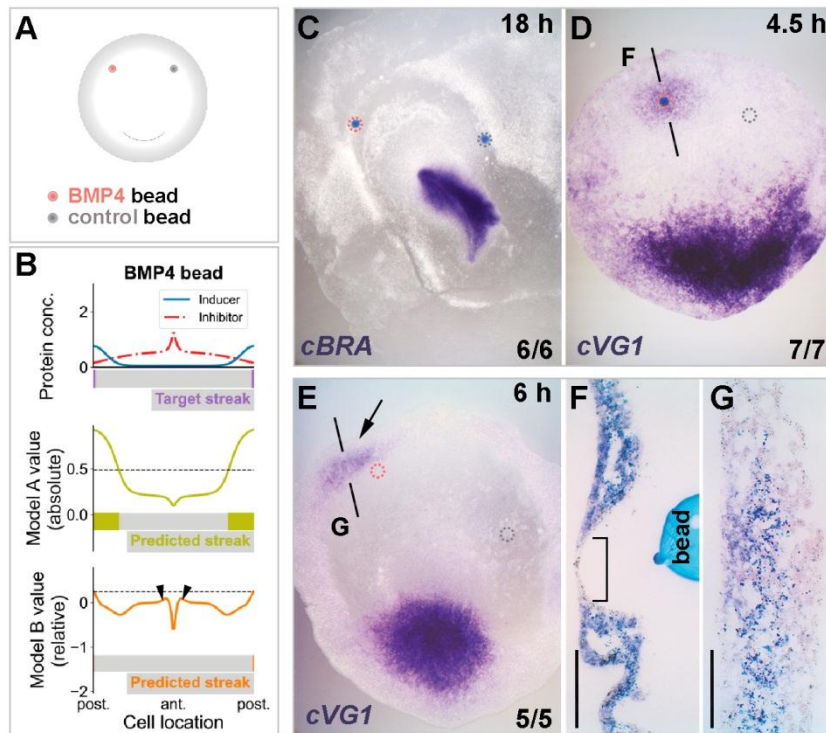 A
BMP4 bead
control bead
B
BMP4 bead
Inducer
Inhibitor
Protein conc.
2
0
Target streak
Model A value
(absolute)
0.5
0.0
Predicted streak
Model B value
(relative)
0
−1
−2
Predicted streak
post. ant. post.
Cell location
C
18 h
cBRA
6/6
D
4.5 h
F
cVG1
7/7
E
6 h
G
cVG1
5/5
F
bead
G